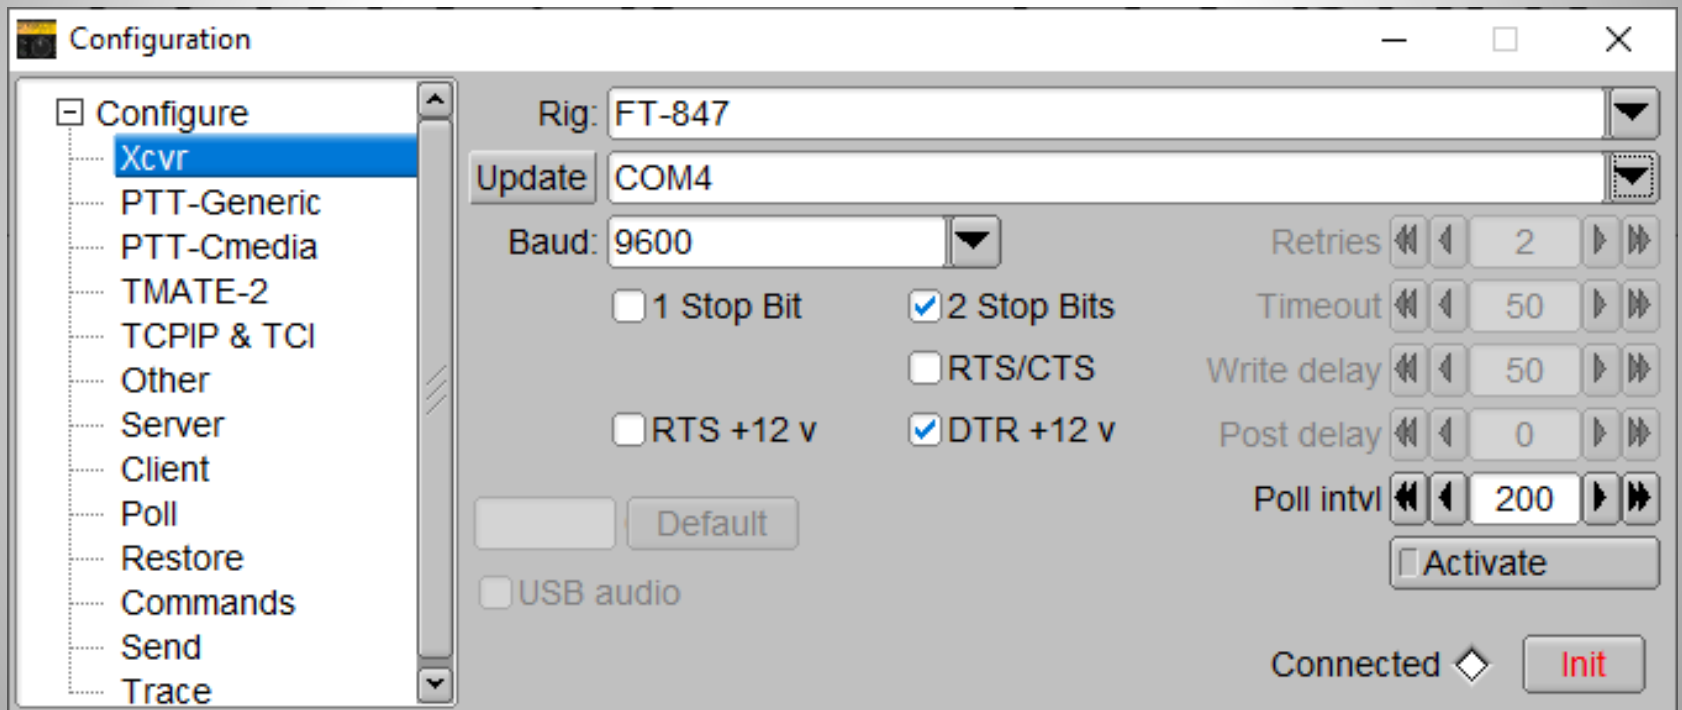 Configuration
Configure
Xcvr
PTT-Generic
PTT-Cmedia
TMATE-2
TCPIP & TCI
Other
Server
Client
Poll
Restore
Commands
Send
Trace
Rig: FT-847
Update COM4
Baud: 9600
Retries 2
1 Stop Bit 2 Stop Bits Timeout 50
RTS/CTS Write delay 50
RTS +12 v DTR +12 v Post delay 0
Poll intvl 200
Default
Activate
USB audio
Connected Init